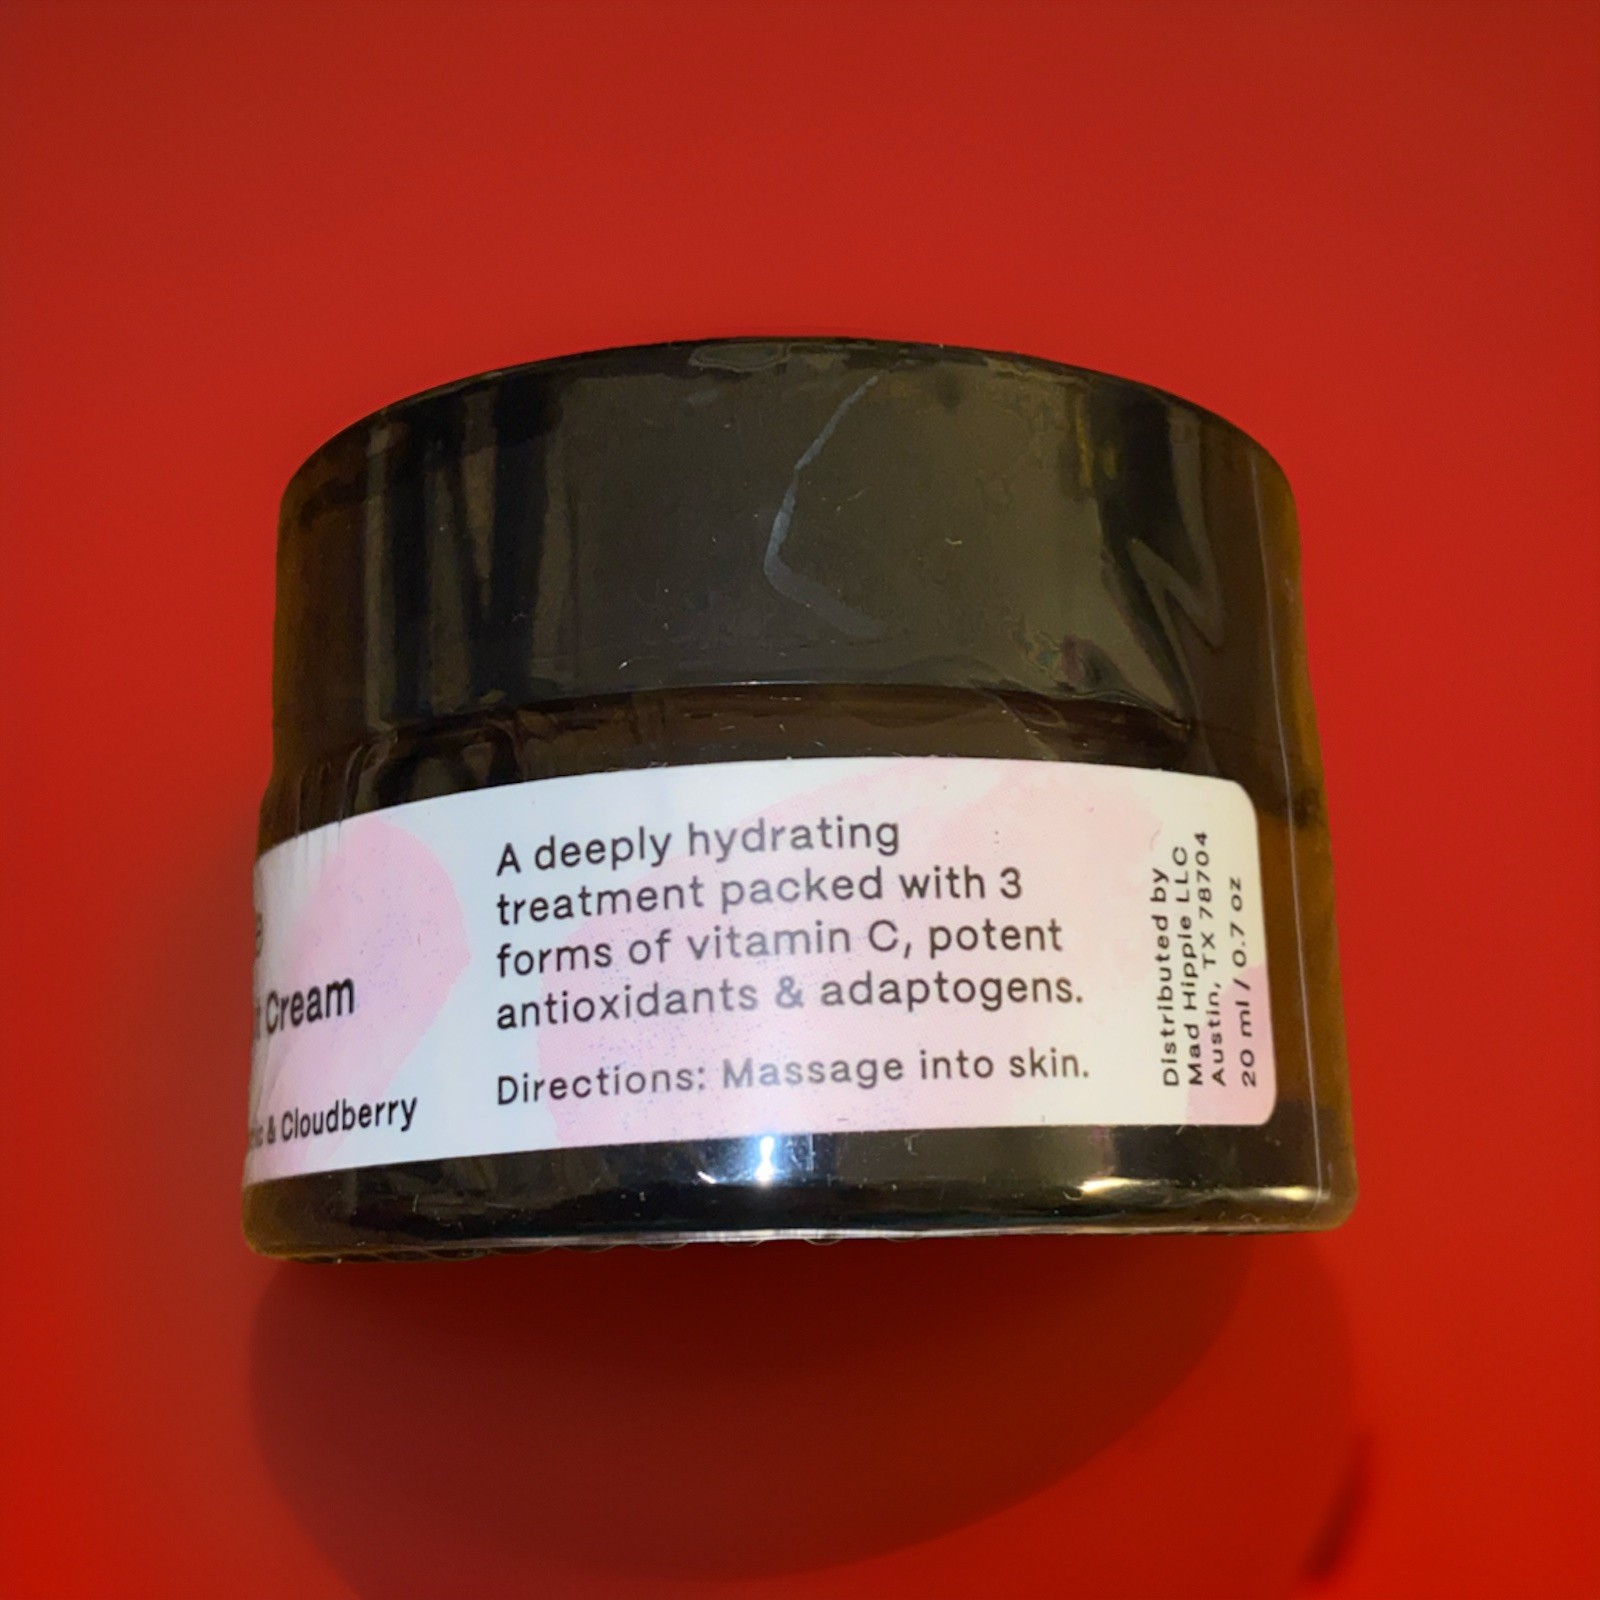 Cream
& Cloudberry
A deeply hydrating
treatment packed with 3
forms of vitamin C, potent
antioxidants & adaptogens.
Directions: Massage into skin.
Distributed by
Mad Hippie LLC
Austin, TX 78704
20 ml / 0.7 oz